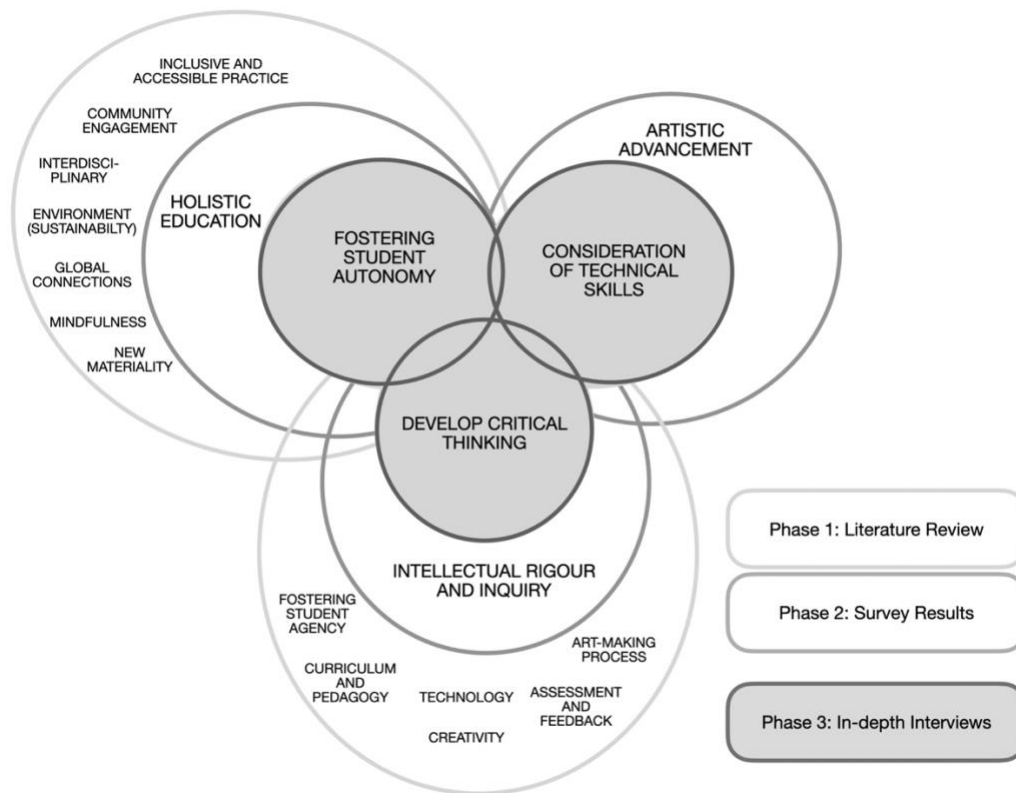 INCLUSIVE AND
ACCESSIBLE PRACTICE
COMMUNITY
ENGAGEMENT
INTERDISCI-
PLINARY
ENVIRONMENT
(SUSTAINABILTY)
GLOBAL
CONNECTIONS
MINDFULNESS
NEW
MATERIALITY
HOLISTIC
EDUCATION
FOSTERING
STUDENT
AUTONOMY
ARTISTIC
ADVANCEMENT
CONSIDERATION
OF TECHNICAL
SKILLS
DEVELOP CRITICAL
THINKING
INTELLECTUAL RIGOUR
AND INQUIRY
FOSTERING
STUDENT
AGENCY
CURRICULUM
AND
PEDAGOGY
TECHNOLOGY
CREATIVITY
ASSESSMENT
AND
FEEDBACK
ART-MAKING
PROCESS
Phase 1: Literature Review
Phase 2: Survey Results
Phase 3: In-depth Interviews